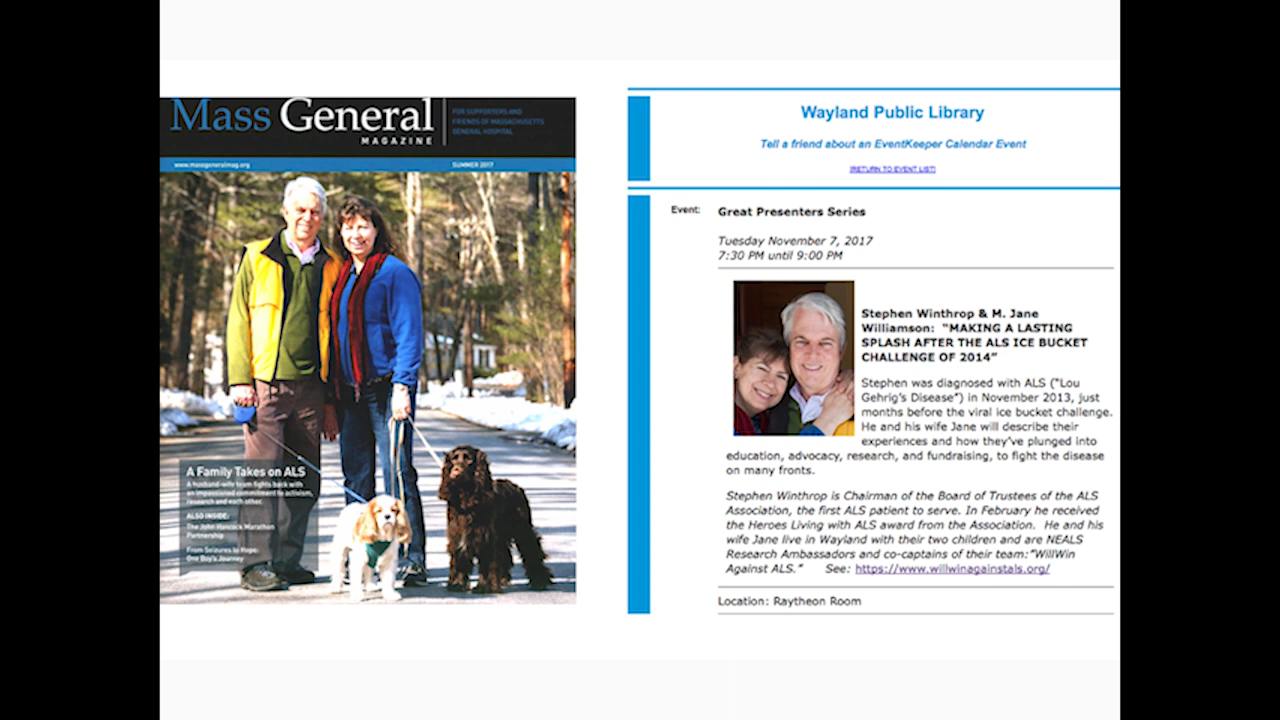 Mass General
MAGAZINE
FOR SUPPORTERS AND
FRIENDS OF MASSACHUSETTS
GENERAL HOSPITAL
www.massgeneralmag.org
SUMMER 2017
A Family Takes on ALS
A husband-wife team fights back with
an impassioned commitment to activism,
research and each other.
ALSO INSIDE:
The John Hancock Marathon
Partnership
From Seizures to Hope:
One Boy's Journey
Wayland Public Library
Tell a friend about an EventKeeper Calendar Event
[RETURN TO EVENT LIST]
Event: Great Presenters Series
Tuesday November 7, 2017
7:30 PM until 9:00 PM
Stephen Winthrop & M. Jane
Williamson: "MAKING A LASTING
SPLASH AFTER THE ALS ICE BUCKET
CHALLENGE OF 2014"
Stephen was diagnosed with ALS ("Lou
Gehrig's Disease") in November 2013, just
months before the viral ice bucket challenge.
He and his wife Jane will describe their
experiences and how they've plunged into
education, advocacy, research, and fundraising, to fight the disease
on many fronts.
Stephen Winthrop is Chairman of the Board of Trustees of the ALS
Association, the first ALS patient to serve. In February he received
the Heroes Living with ALS award from the Association. He and his
wife Jane live in Wayland with their two children and are NEALS
Research Ambassadors and co-captains of their team:"WillWin
Against ALS." See: https://www.willwinagainstals.org/
Location: Raytheon Room